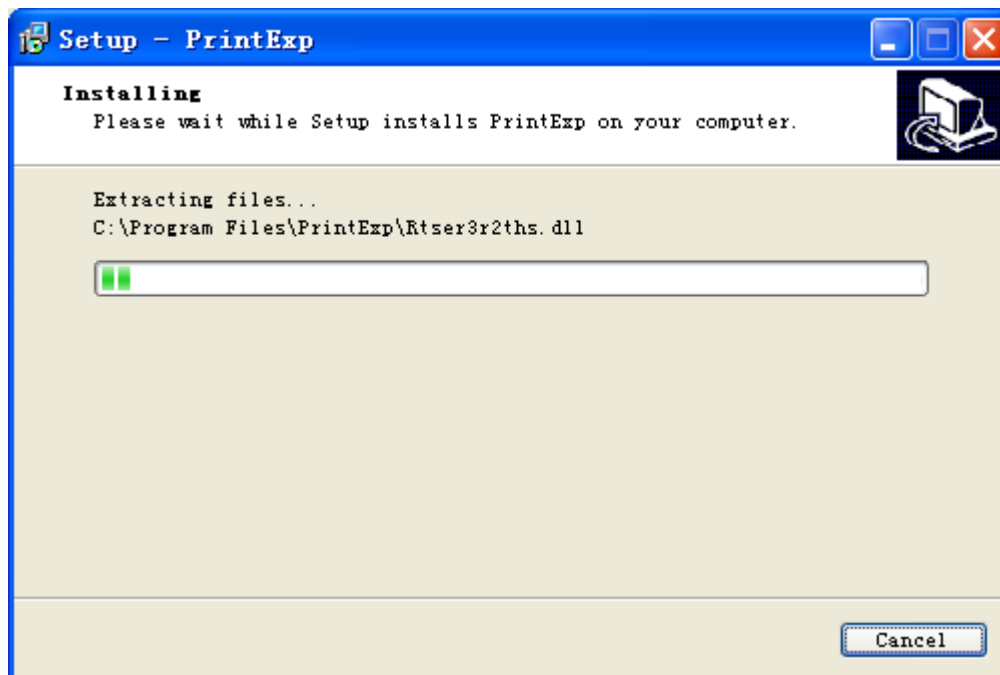 Setup - PrintExp
Installing
Please wait while Setup installs PrintExp on your computer.
Extracting files...
C:\Program Files\PrintExp\Rtser3r2ths.dll
Cancel